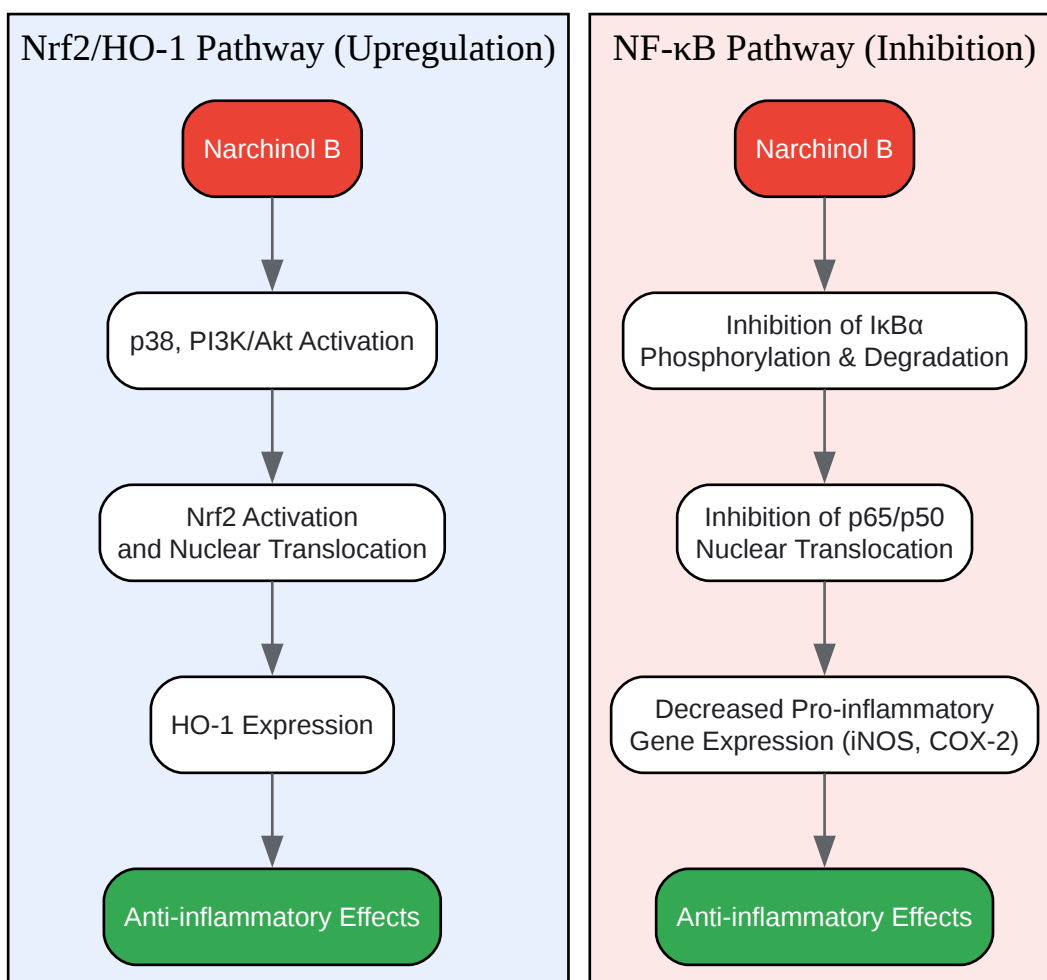 Nrf2/HO-1 Pathway (Upregulation)
Narchinol B
p38, PI3K/Akt Activation
Nrf2 Activation
and Nuclear Translocation
HO-1 Expression
Anti-inflammatory Effects
NF-κB Pathway (Inhibition)
Narchinol B
Inhibition of IκBα
Phosphorylation & Degradation
Inhibition of p65/p50
Nuclear Translocation
Decreased Pro-inflammatory
Gene Expression (iNOS, COX-2)
Anti-inflammatory Effects